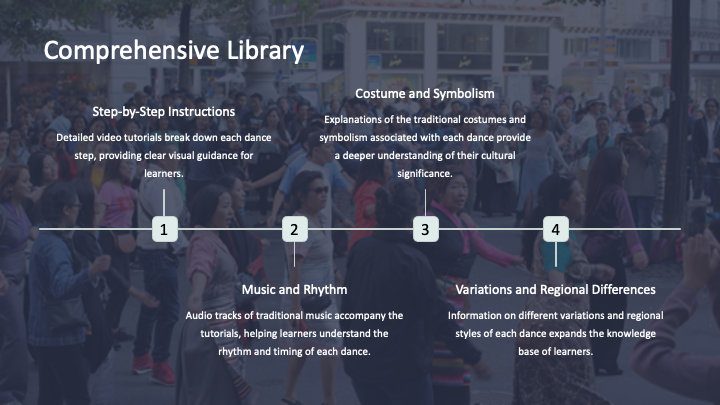 Comprehensive Library
Step-by-Step Instructions
Detailed video tutorials break down each dance
step, providing clear visual guidance for
learners.
Costume and Symbolism
Explanations of the traditional costumes and
symbolism associated with each dance provide
a deeper understanding of their cultural
significance.
1
2
3
4
Music and Rhythm
Audio tracks of traditional music accompany the
tutorials, helping learners understand the
rhythm and timing of each dance.
Variations and Regional Differences
Information on different variations and regional
styles of each dance expands the knowledge
base of learners.